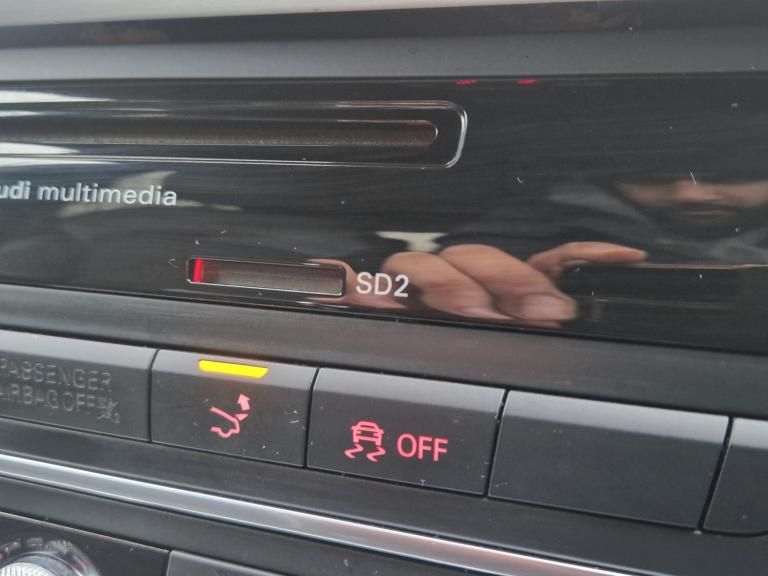 udi multimedia
SD2
PASSENGER
AIRBAG OFF
OFF